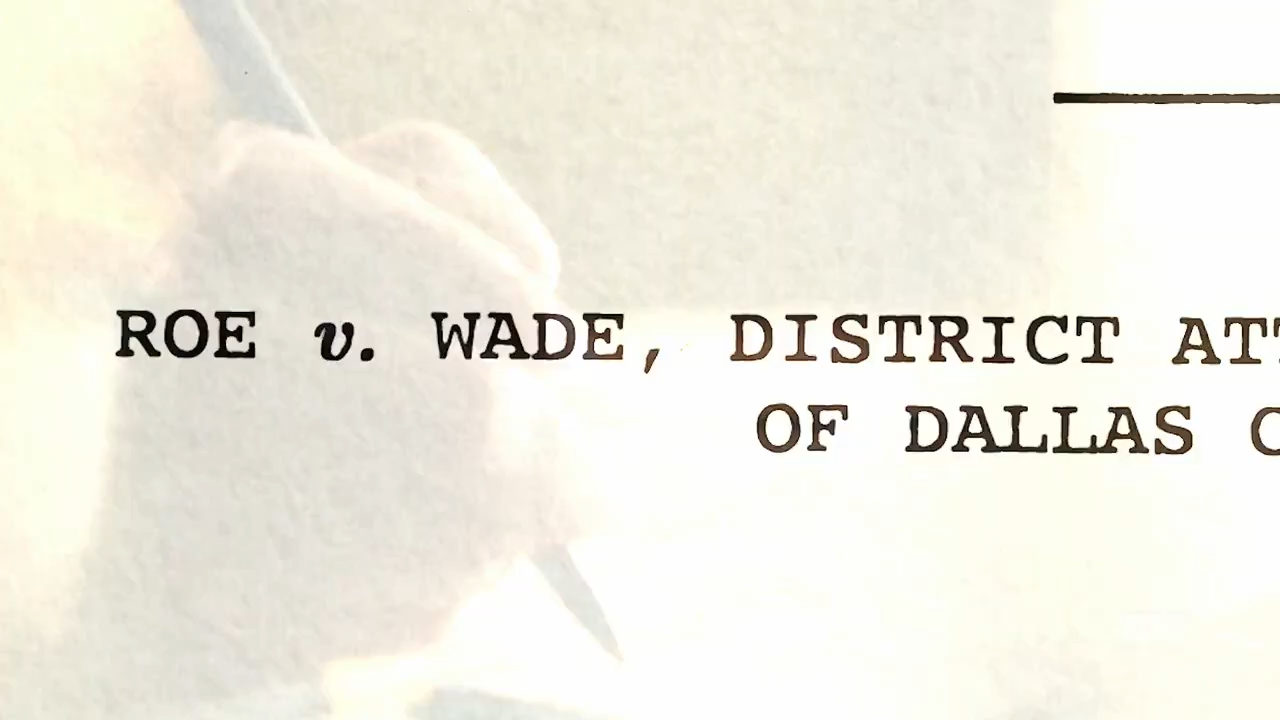 ROE v. WADE, DISTRICT ATT
OF DALLAS C